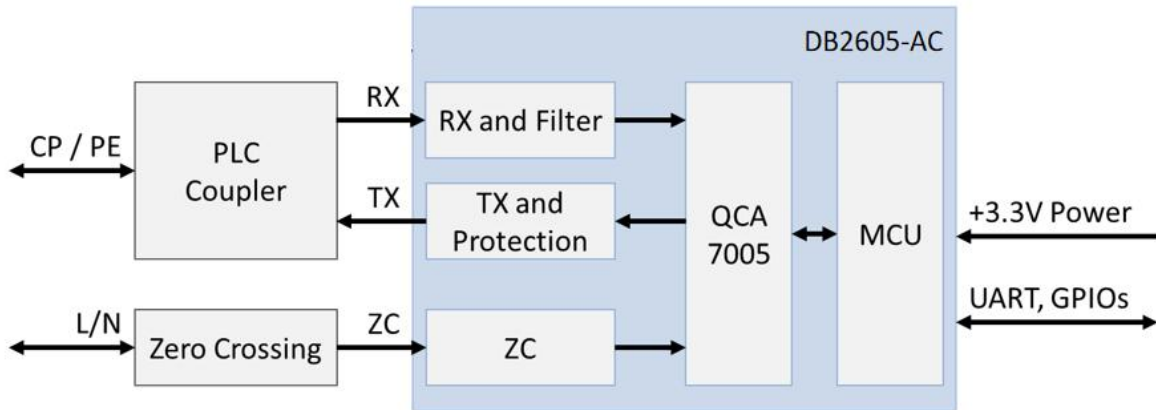 DB2605-AC
CP / PE
PLC
Coupler
RX
TX
RX and Filter
TX and
Protection
QCA
7005
MCU
+3.3V Power
UART, GPIOs
L/N
Zero Crossing
ZC
ZC